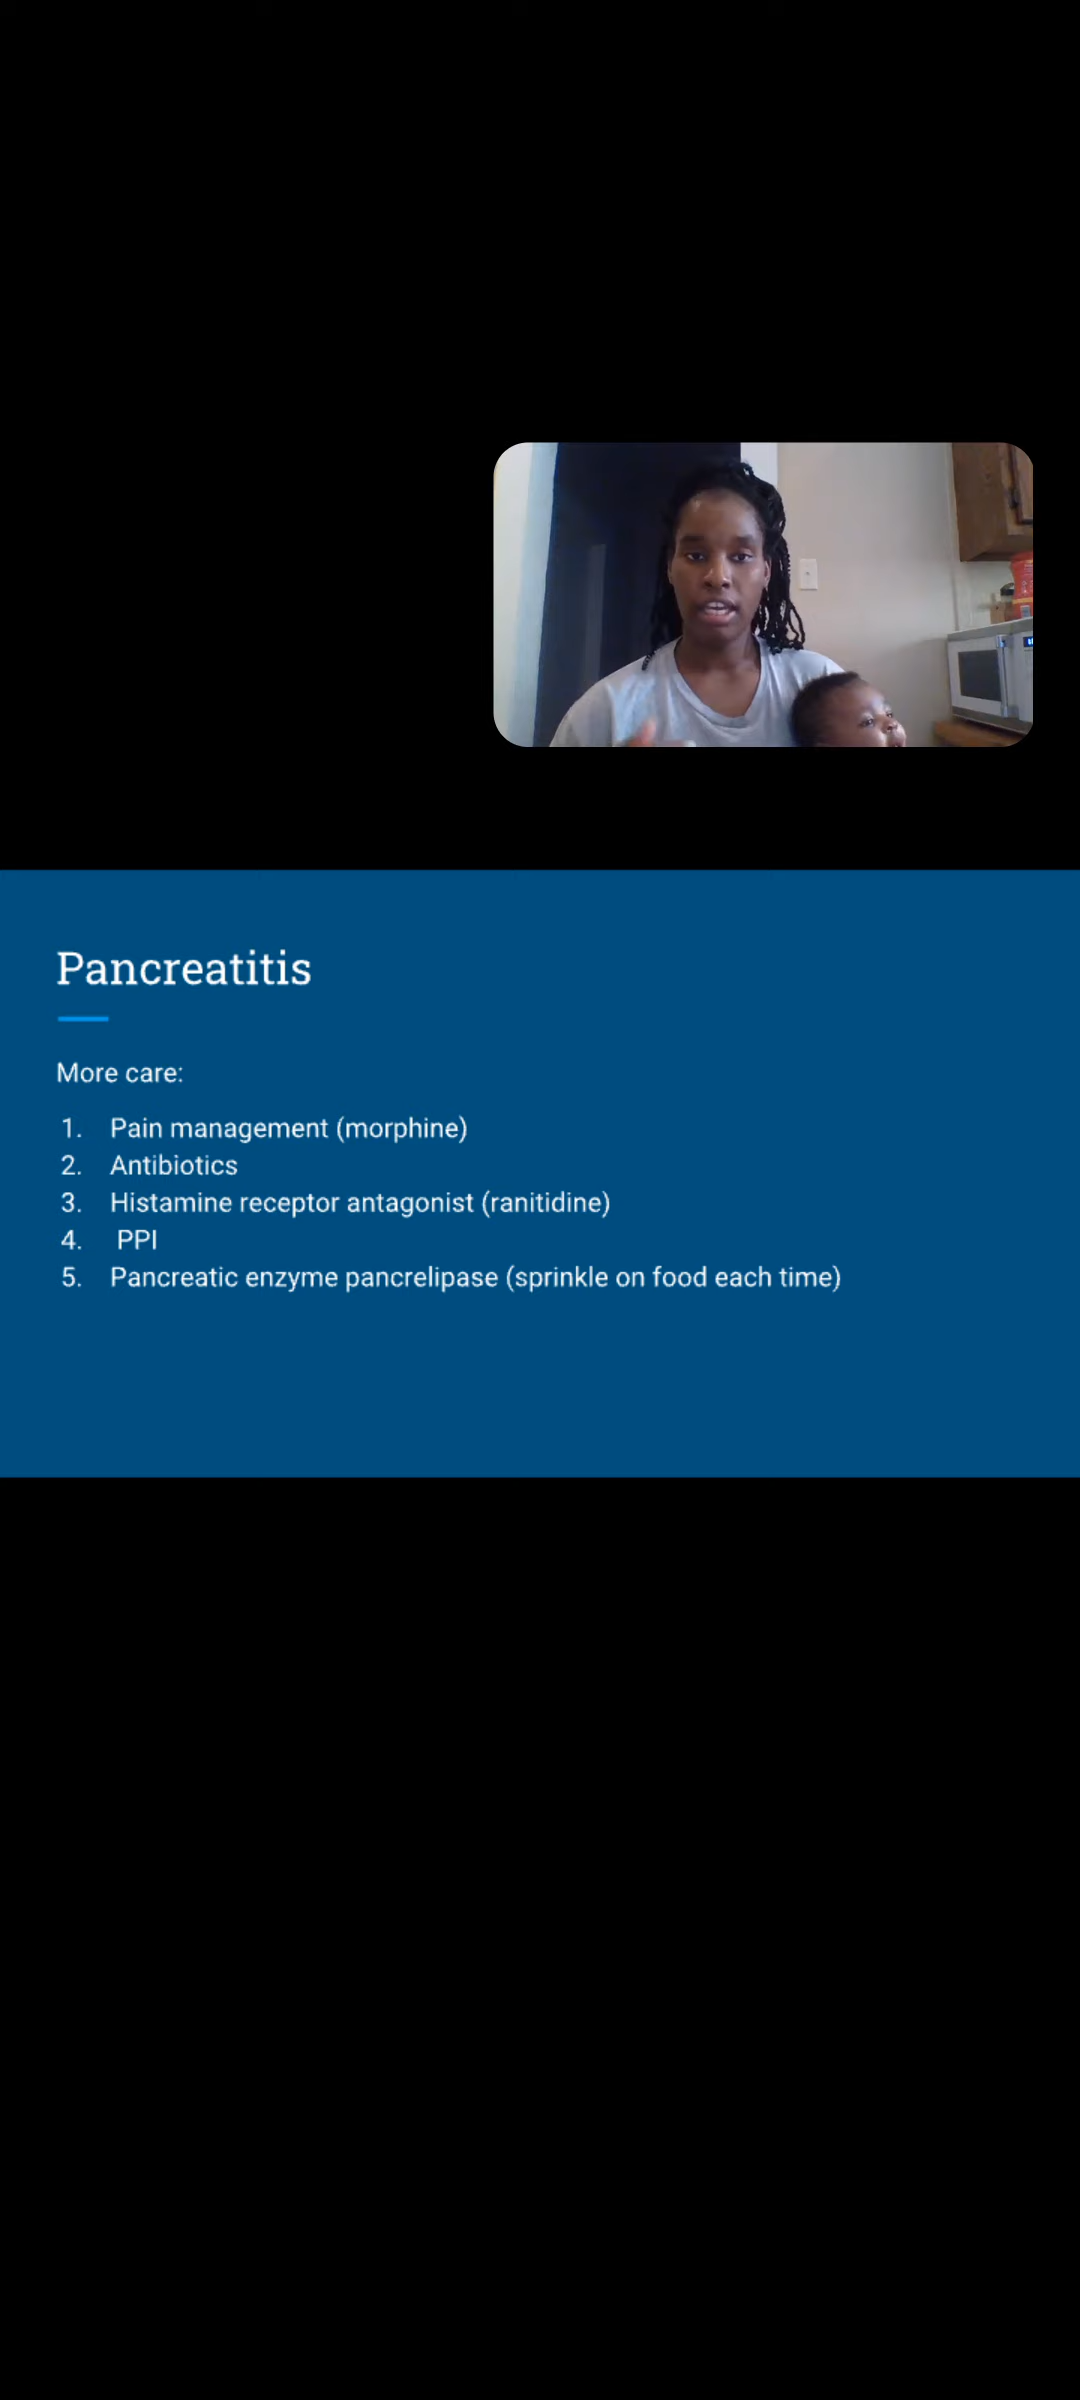 Pancreatitis
More care:
1. Pain management (morphine)
2. Antibiotics
3. Histamine receptor antagonist (ranitidine)
4. PPI
5. Pancreatic enzyme pancrelipase (sprinkle on food each time)